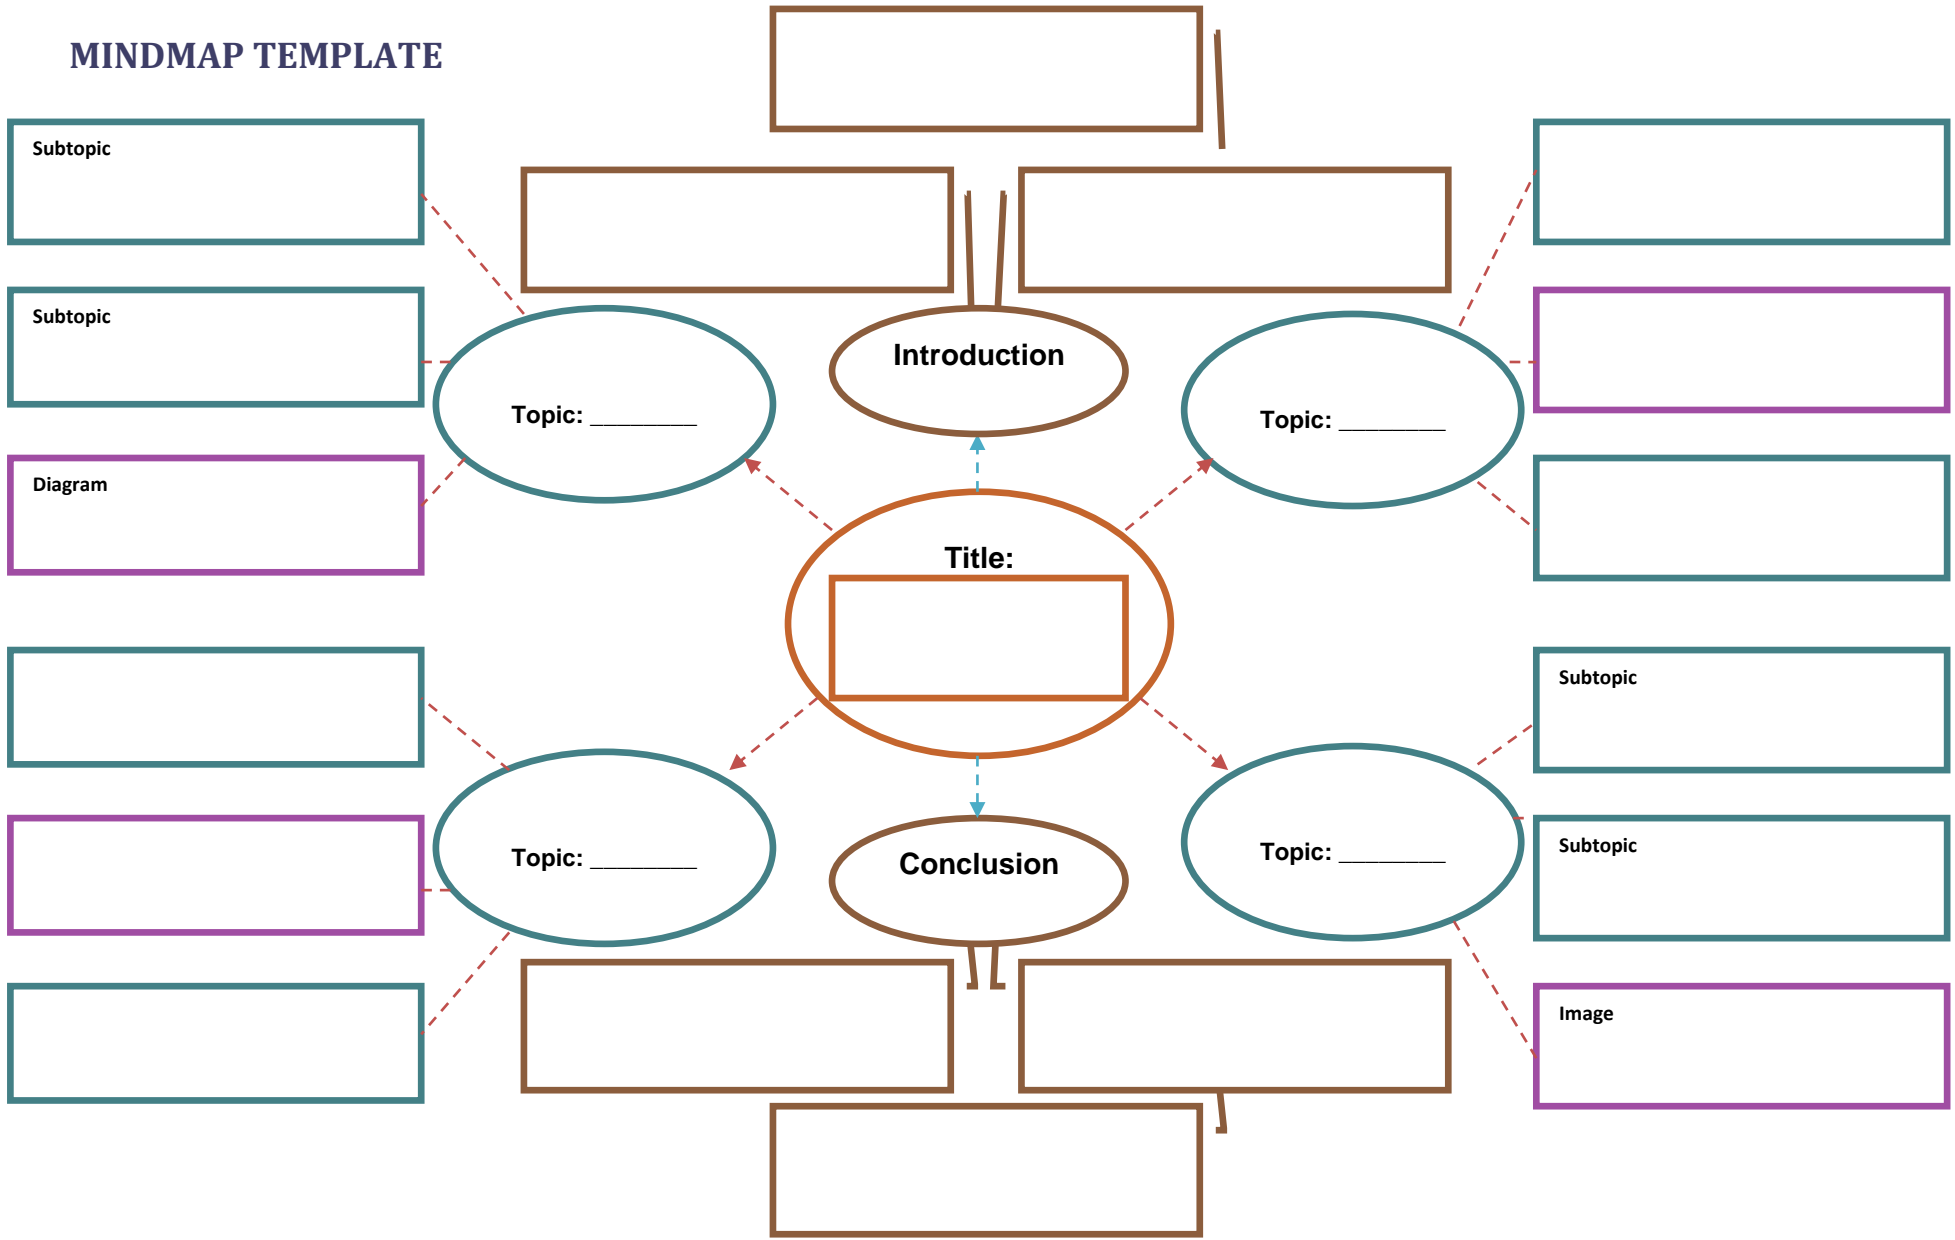 MINDMAP TEMPLATE
Subtopic
Subtopic
Diagram
Topic: ________
Introduction
Topic: ________
Title:
Topic: ________
Conclusion
Topic: ________
Subtopic
Subtopic
Image